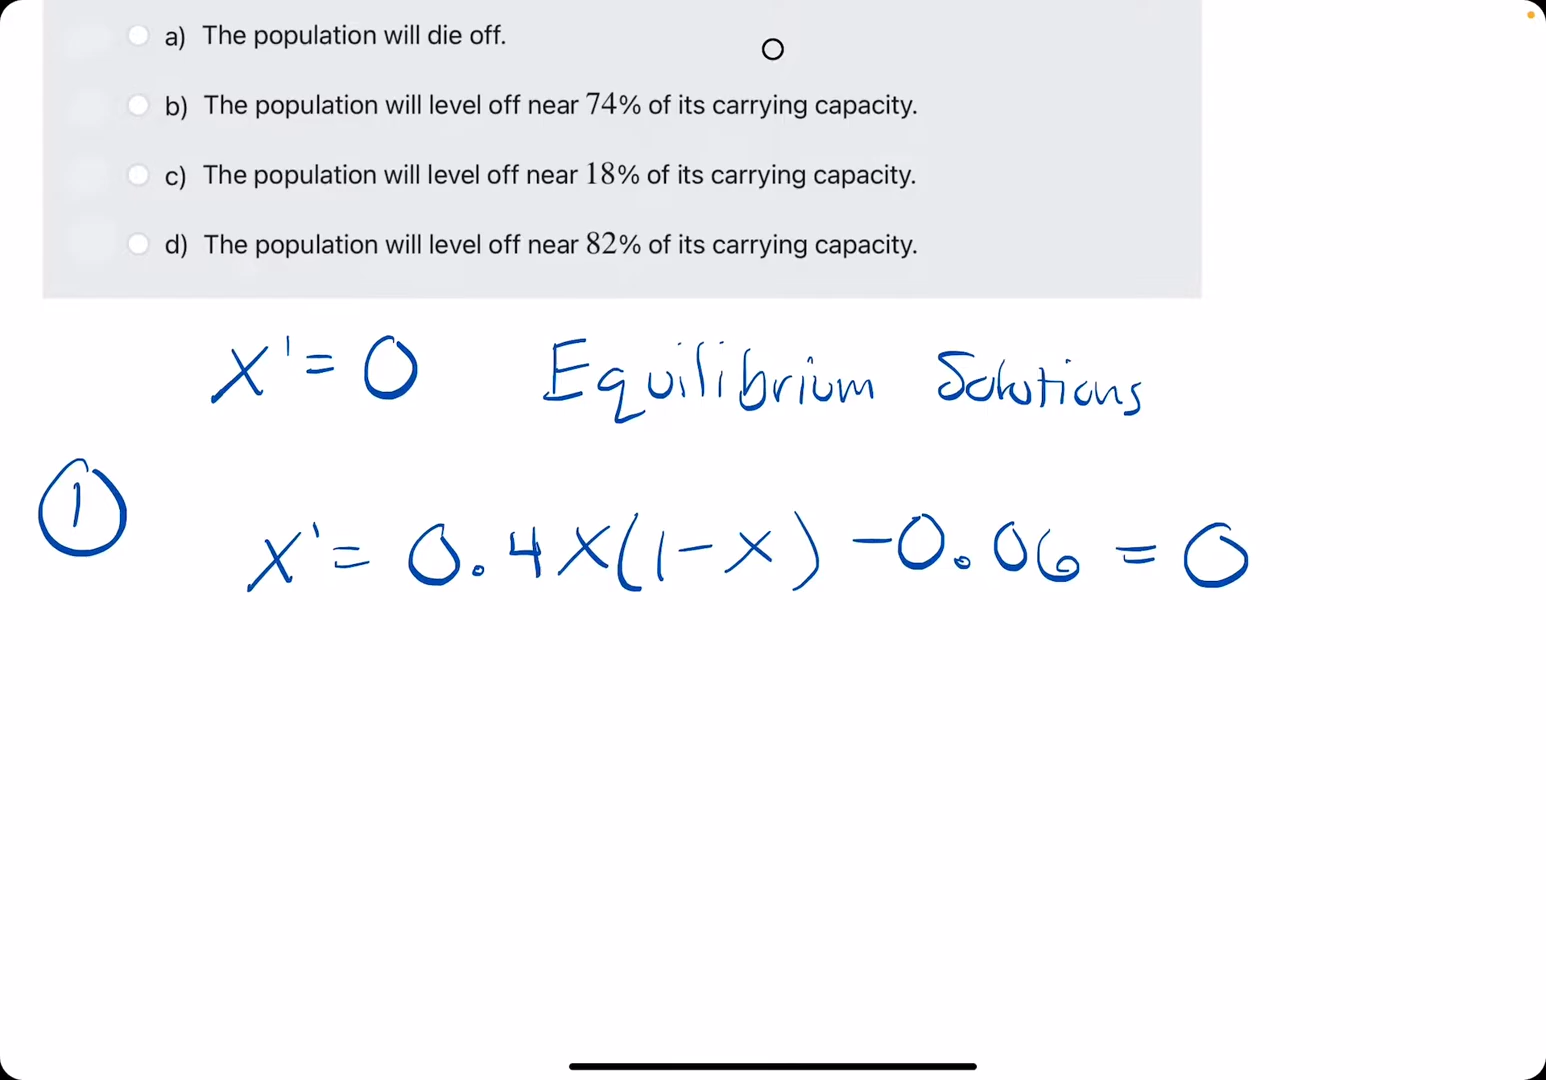 a) The population will die off.
b) The population will level off near 74% of its carrying capacity.
c) The population will level off near 18% of its carrying capacity.
d) The population will level off near 82% of its carrying capacity.
x' = 0 Equilibrium Solutions
① x' = 0.4x(1-x) -0.06 = 0